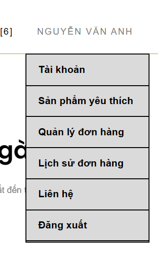 [6] NGUYỄN VĂN ANH
Tài khoản
Sản phẩm yêu thích
Quản lý đơn hàng
gà
Lịch sử đơn hàng
ất đến t
Liên hệ
Đăng xuất